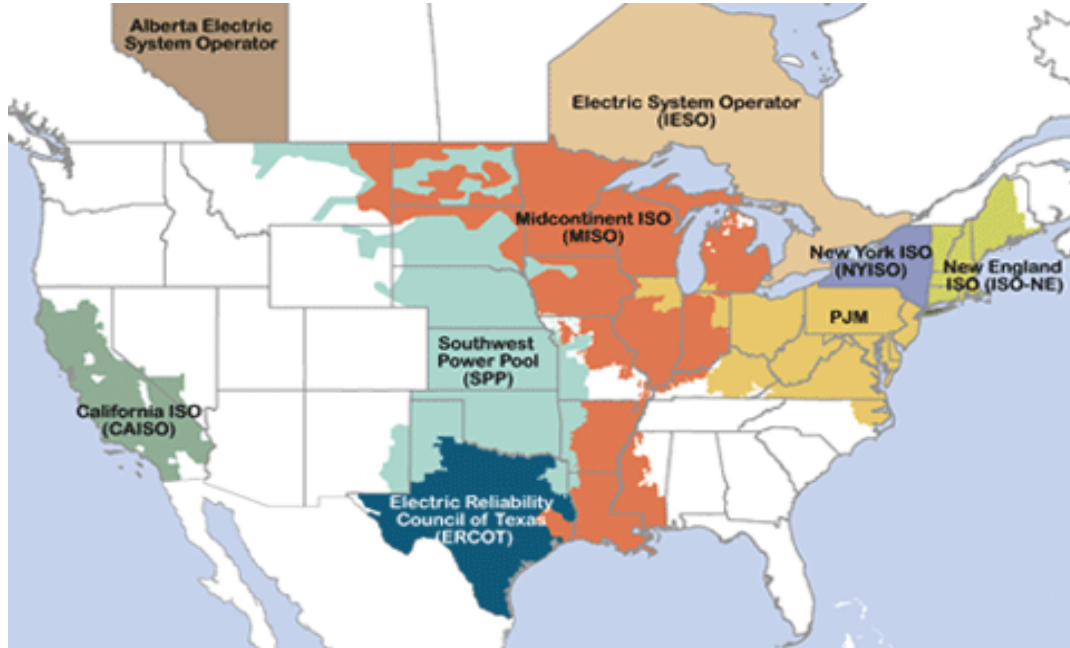 Alberta Electric
System Operator
Electric System Operator
(IESO)
Midcontinent ISO
(MISO)
New York ISO
(NYISO)
New England
ISO (ISO-NE)
PJM
Southwest
Power Pool
(SPP)
California ISO
(CAISO)
Electric Reliability
Council of Texas
(ERCOT)